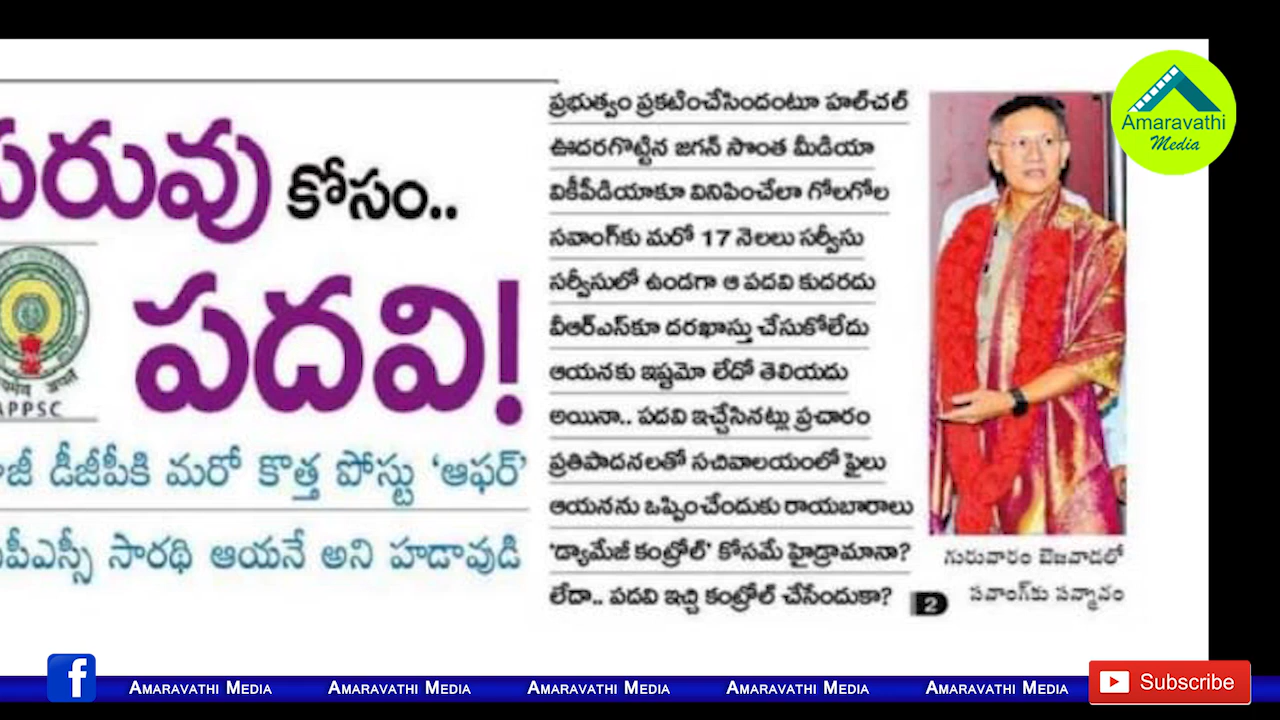 పరువు కోసం..
పదవి!
APPSC
జీ డీజీపీకి మరో కొత్త పోస్టు ‘ఆఫర్’
పీఎస్సీ సారథి ఆయనే అని హడావుడి
ప్రభుత్వం ప్రకటించేసిందంటూ హల్‌చల్
ఊదరగొట్టిన జగన్ సొంత మీడియా
వికీపీడియాకూ వినిపించేలా గోలగోల
సవాంగ్‌కు మరో 17 నెలలు సర్వీసు
సర్వీసులో ఉండగా ఆ పదవి కుదరదు
వీఆర్ఎస్‌కూ దరఖాస్తు చేసుకోలేదు
ఆయనకు ఇష్టమో లేదో తెలియదు
అయినా.. పదవి ఇచ్చేసినట్లు ప్రచారం
ప్రతిపాదనలతో సచివాలయంలో ఫైలు
ఆయనను ఒప్పించేందుకు రాయబారాలు
‘డ్యామేజీ కంట్రోల్’ కోసమే హైడ్రామానా?
లేదా.. పదవి ఇచ్చి కంట్రోల్ చేసేందుకా? 2
గురువారం బెజవాడలో
సవాంగ్‌కు సన్మానం
Amaravathi
Media
f Amaravathi Media Amaravathi Media Amaravathi Media Amaravathi Media Amaravathi Media Subscribe